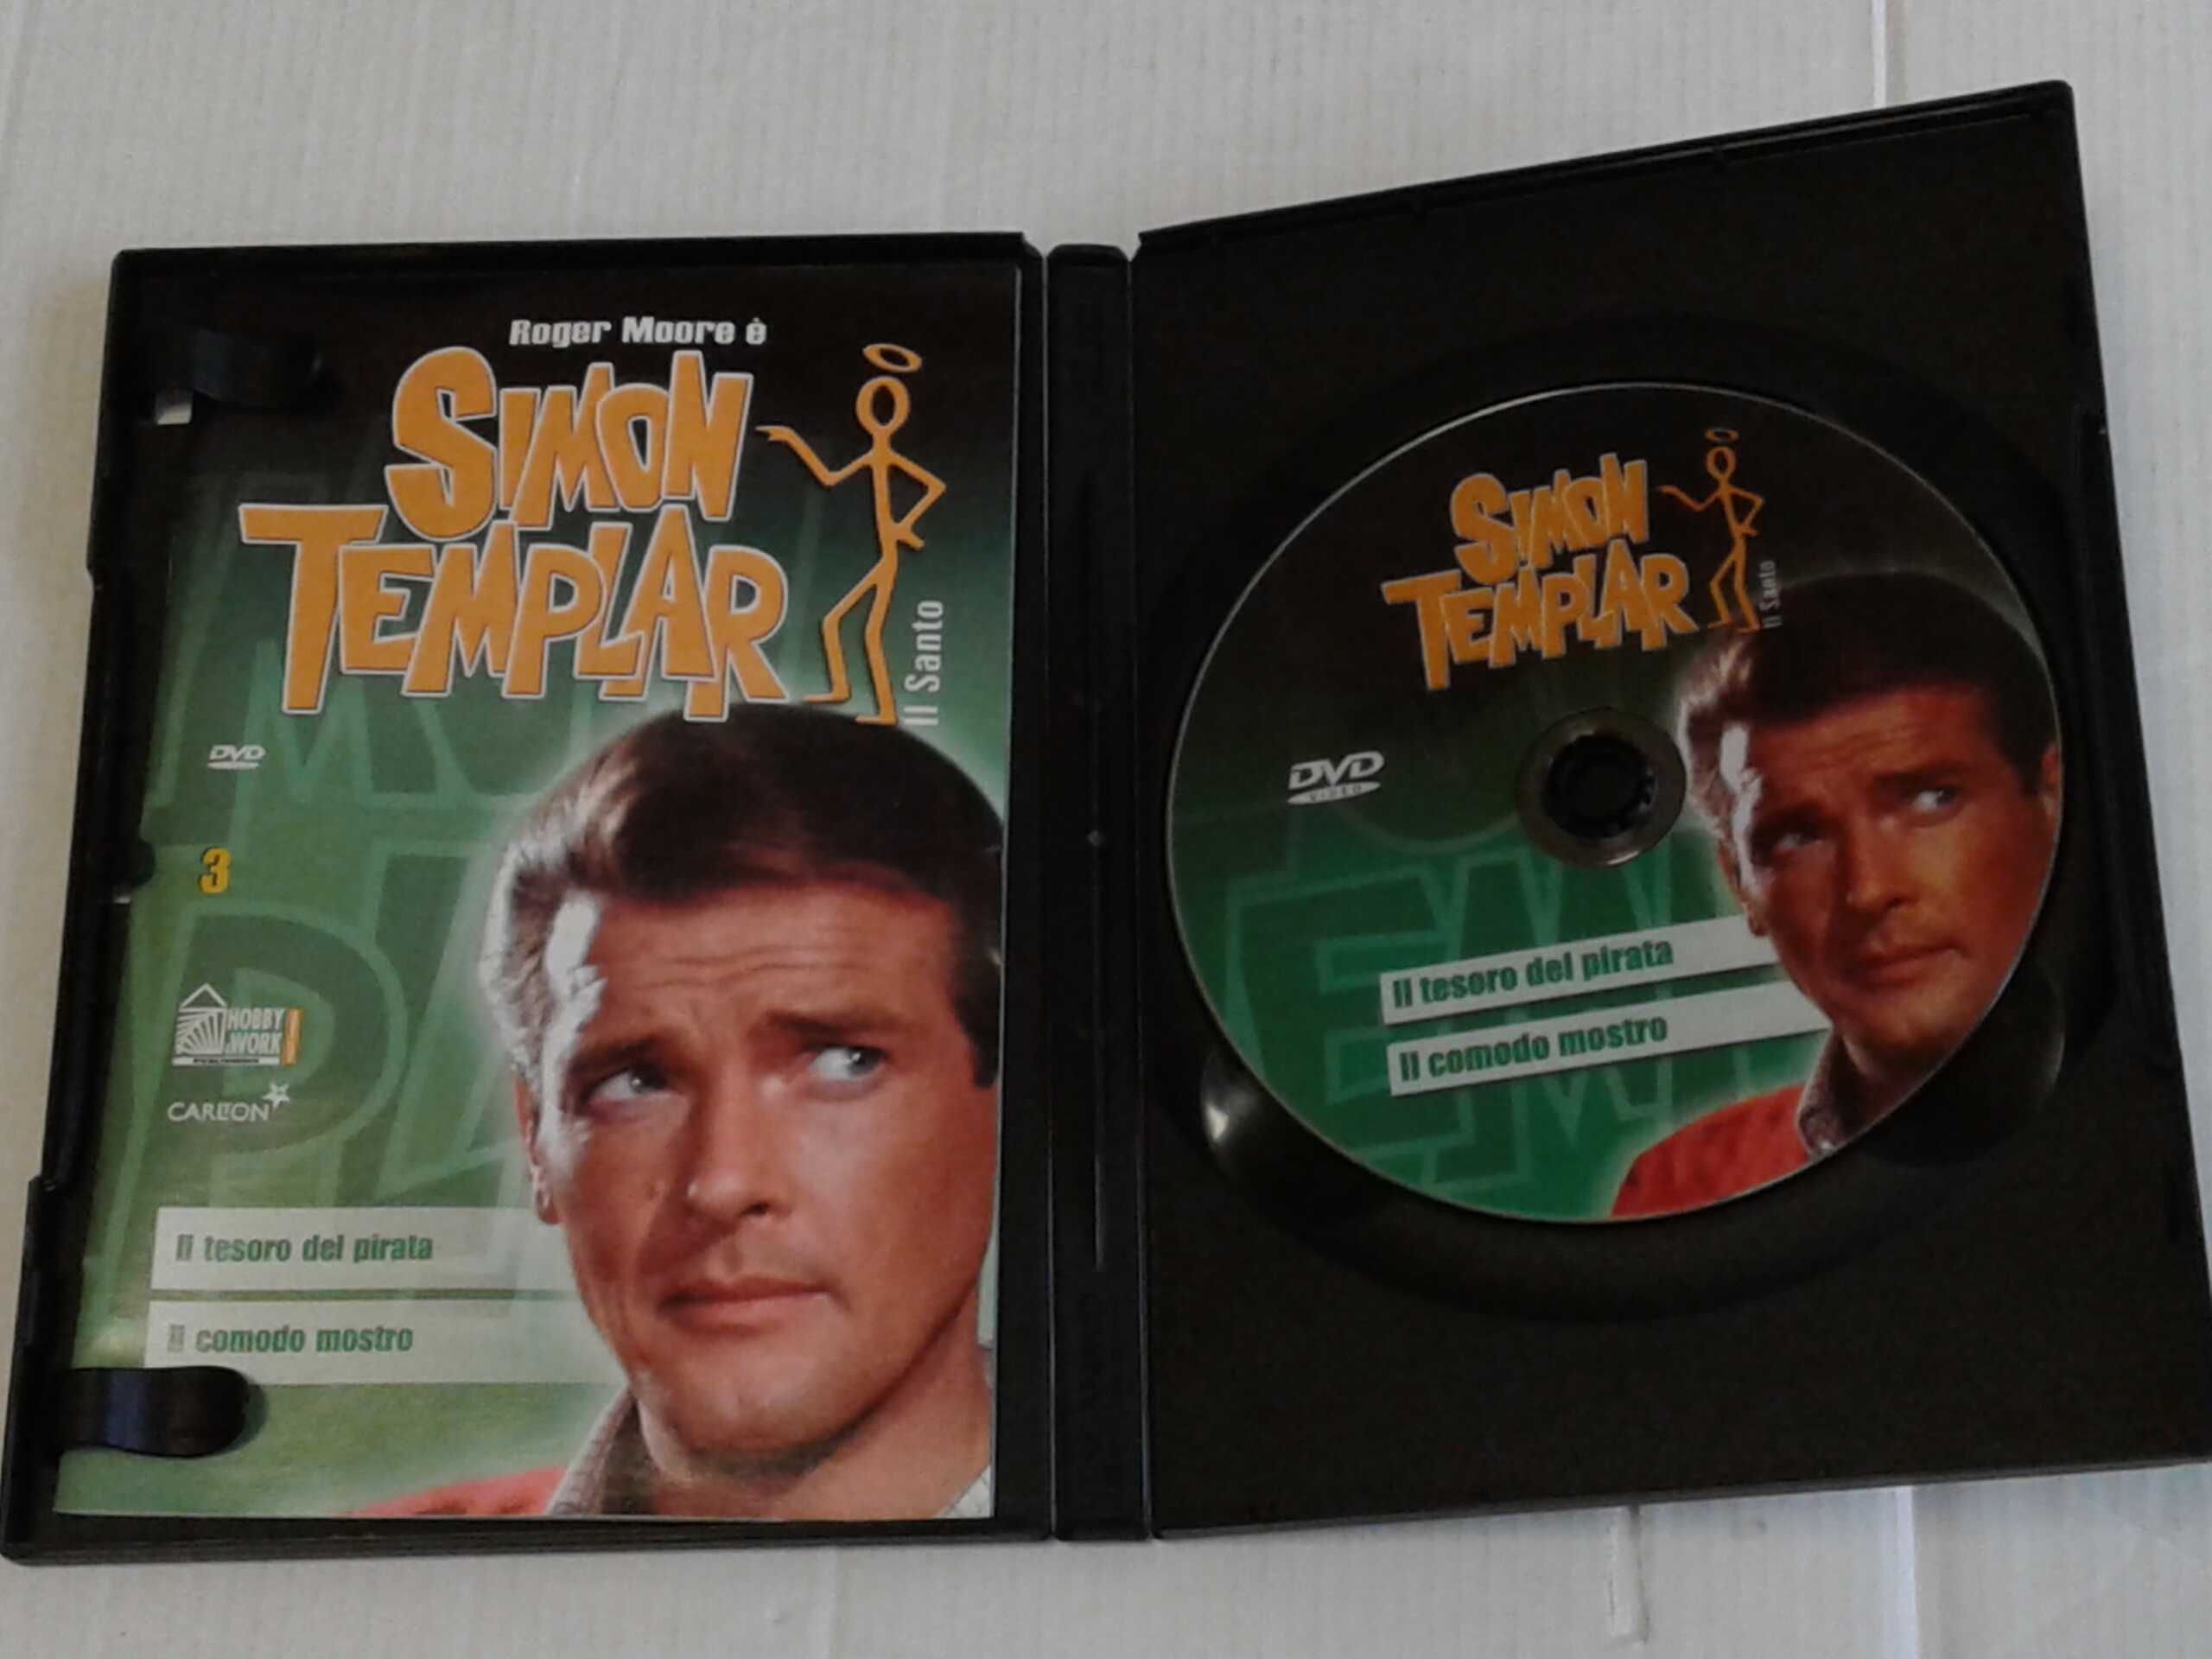 Roger Moore è
SIMON
TEMPLAR
Il Santo
DVD
3
HOBBY
&WORK
CARLTON
Il tesoro del pirata
Il comodo mostro
SIMON
TEMPLAR
Il Santo
DVD
VIDEO
Il tesoro del pirata
Il comodo mostro